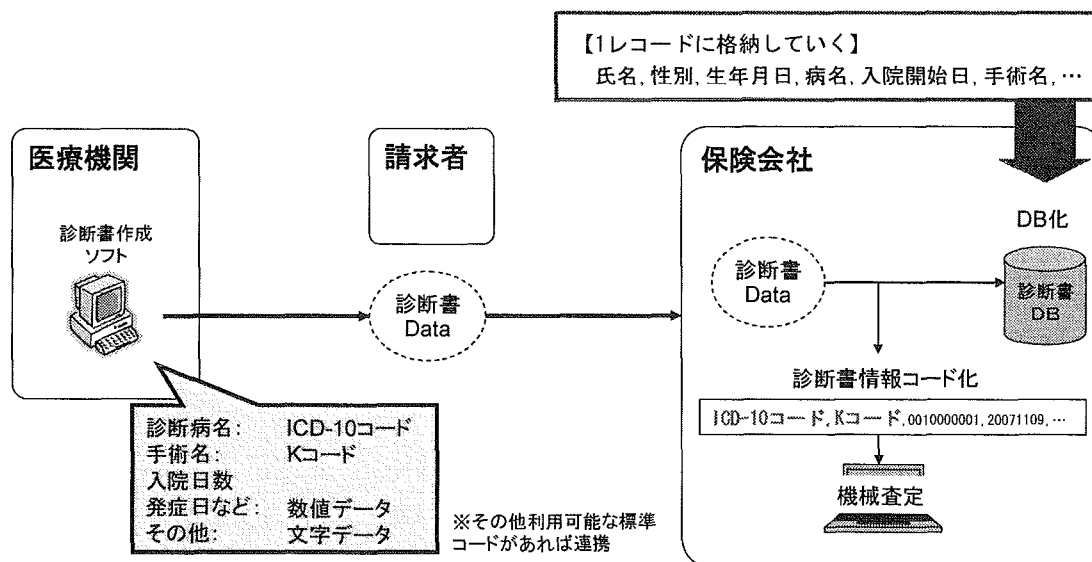 【1レコードに格納していく】
氏名, 性別, 生年月日, 病名, 入院開始日, 手術名, …
医療機関
診断書作成
ソフト
請求者
診断書
Data
保険会社
DB化
診断書
Data
診断書
DB
診断書情報コード化
ICD-10コード, Kコード, 0010000001, 20071109, …
機械査定
診断病名: ICD-10コード
手術名: Kコード
入院日数
発症日など: 数値データ
その他: 文字データ
※その他利用可能な標準
コードがあれば連携